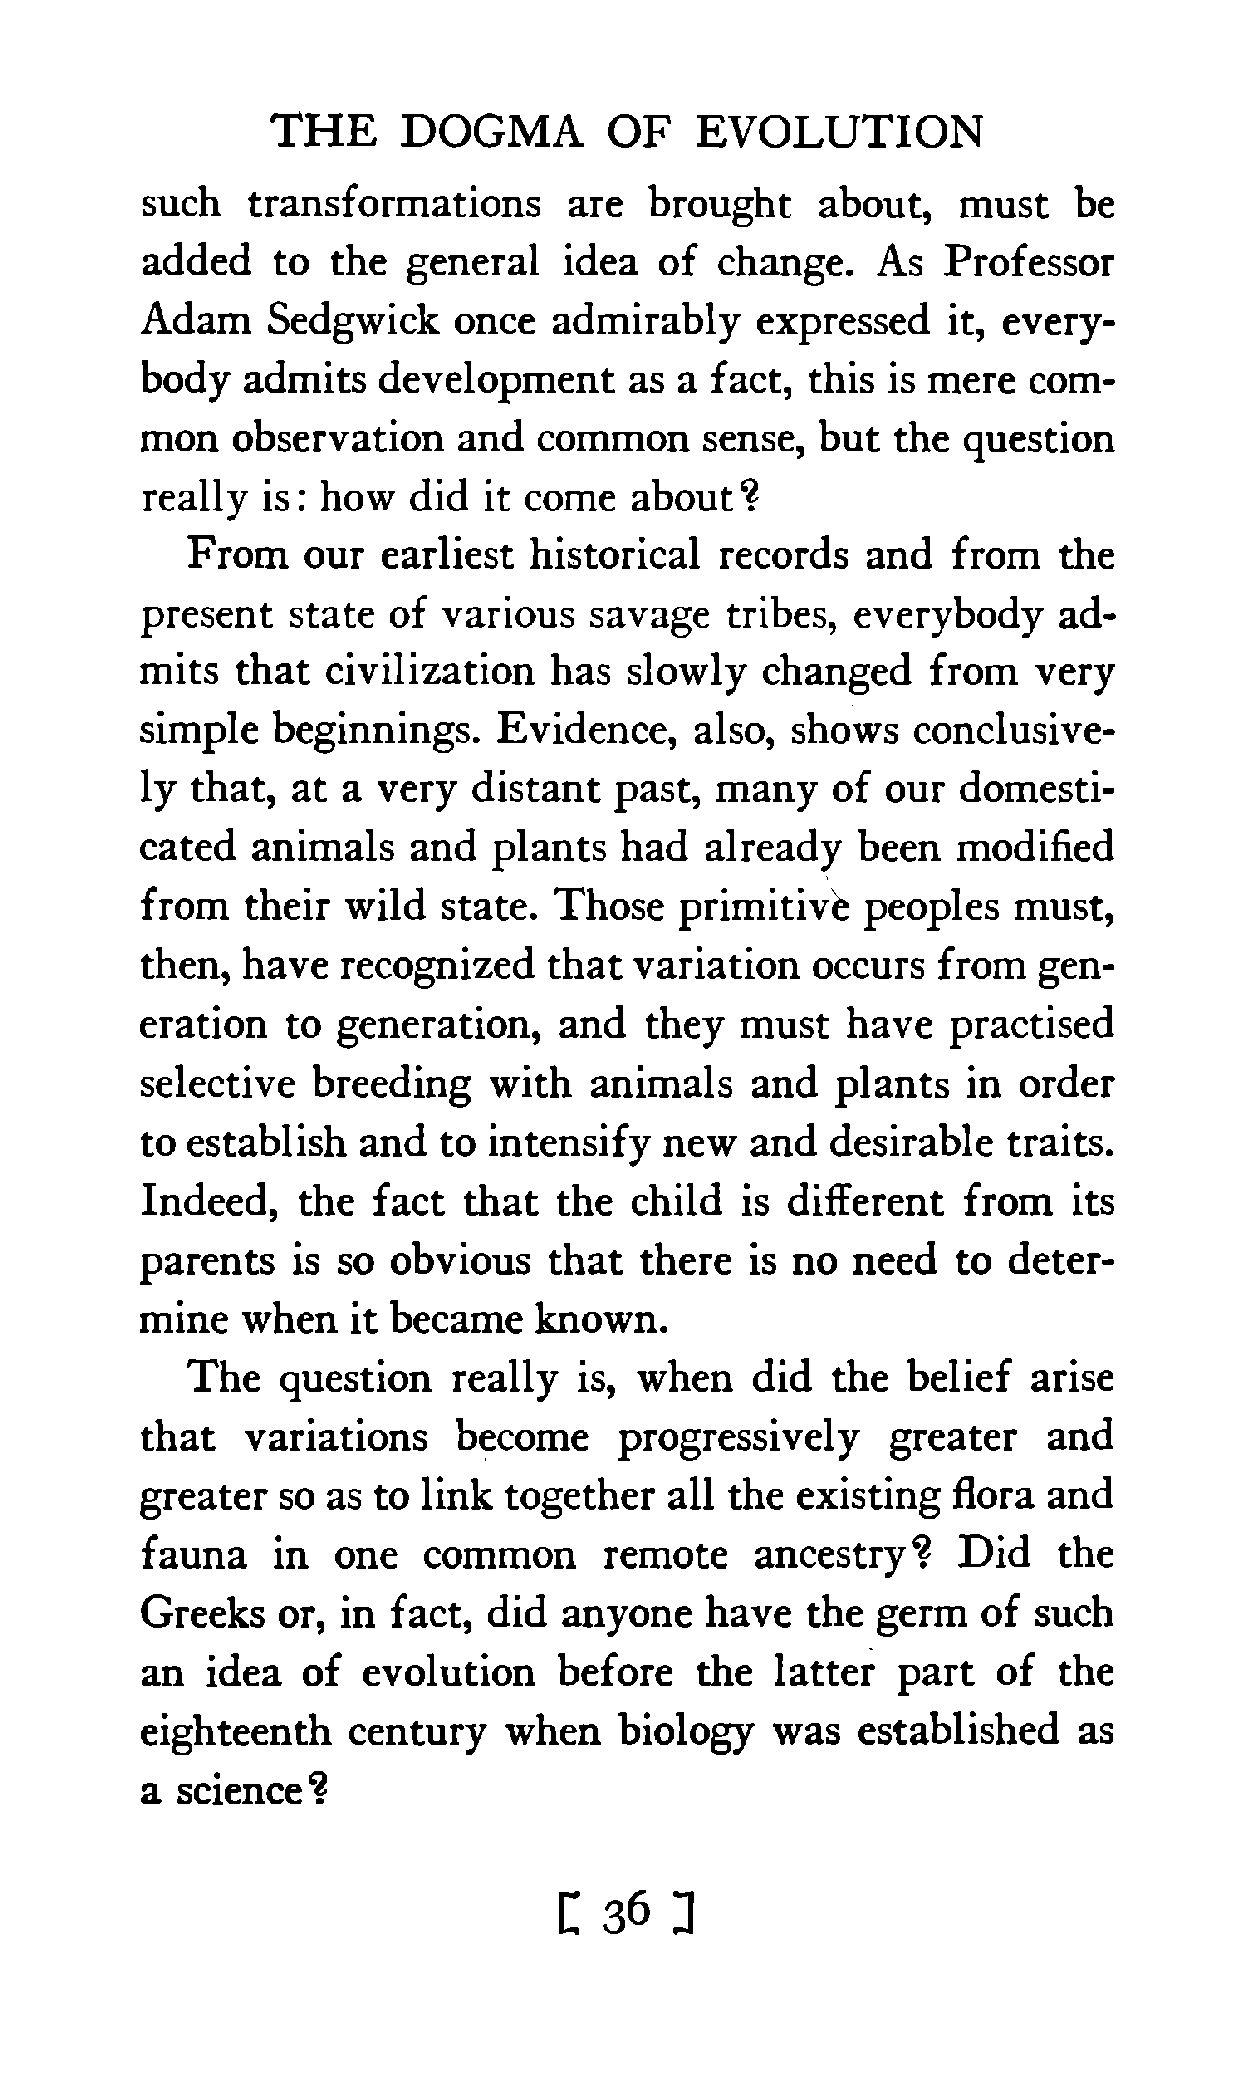 THE DOGMA OF EVOLUTION
such transformations are brought about, must be
added to the general idea of change. As Professor
Adam Sedgwick once admirably expressed it, every-
body admits development as a fact, this is mere com-
mon observation and common sense, but the question
really is: how did it come about?
From our earliest historical records and from the
present state of various savage tribes, everybody ad-
mits that civilization has slowly changed from very
simple beginnings. Evidence, also, shows conclusive-
ly that, at a very distant past, many of our domesti-
cated animals and plants had already been modified
from their wild state. Those primitive peoples must,
then, have recognized that variation occurs from gen-
eration to generation, and they must have practised
selective breeding with animals and plants in order
to establish and to intensify new and desirable traits.
Indeed, the fact that the child is different from its
parents is so obvious that there is no need to deter-
mine when it became known.
The question really is, when did the belief arise
that variations become progressively greater and
greater so as to link together all the existing flora and
fauna in one common remote ancestry? Did the
Greeks or, in fact, did anyone have the germ of such
an idea of evolution before the latter part of the
eighteenth century when biology was established as
a science?
[ 36 ]